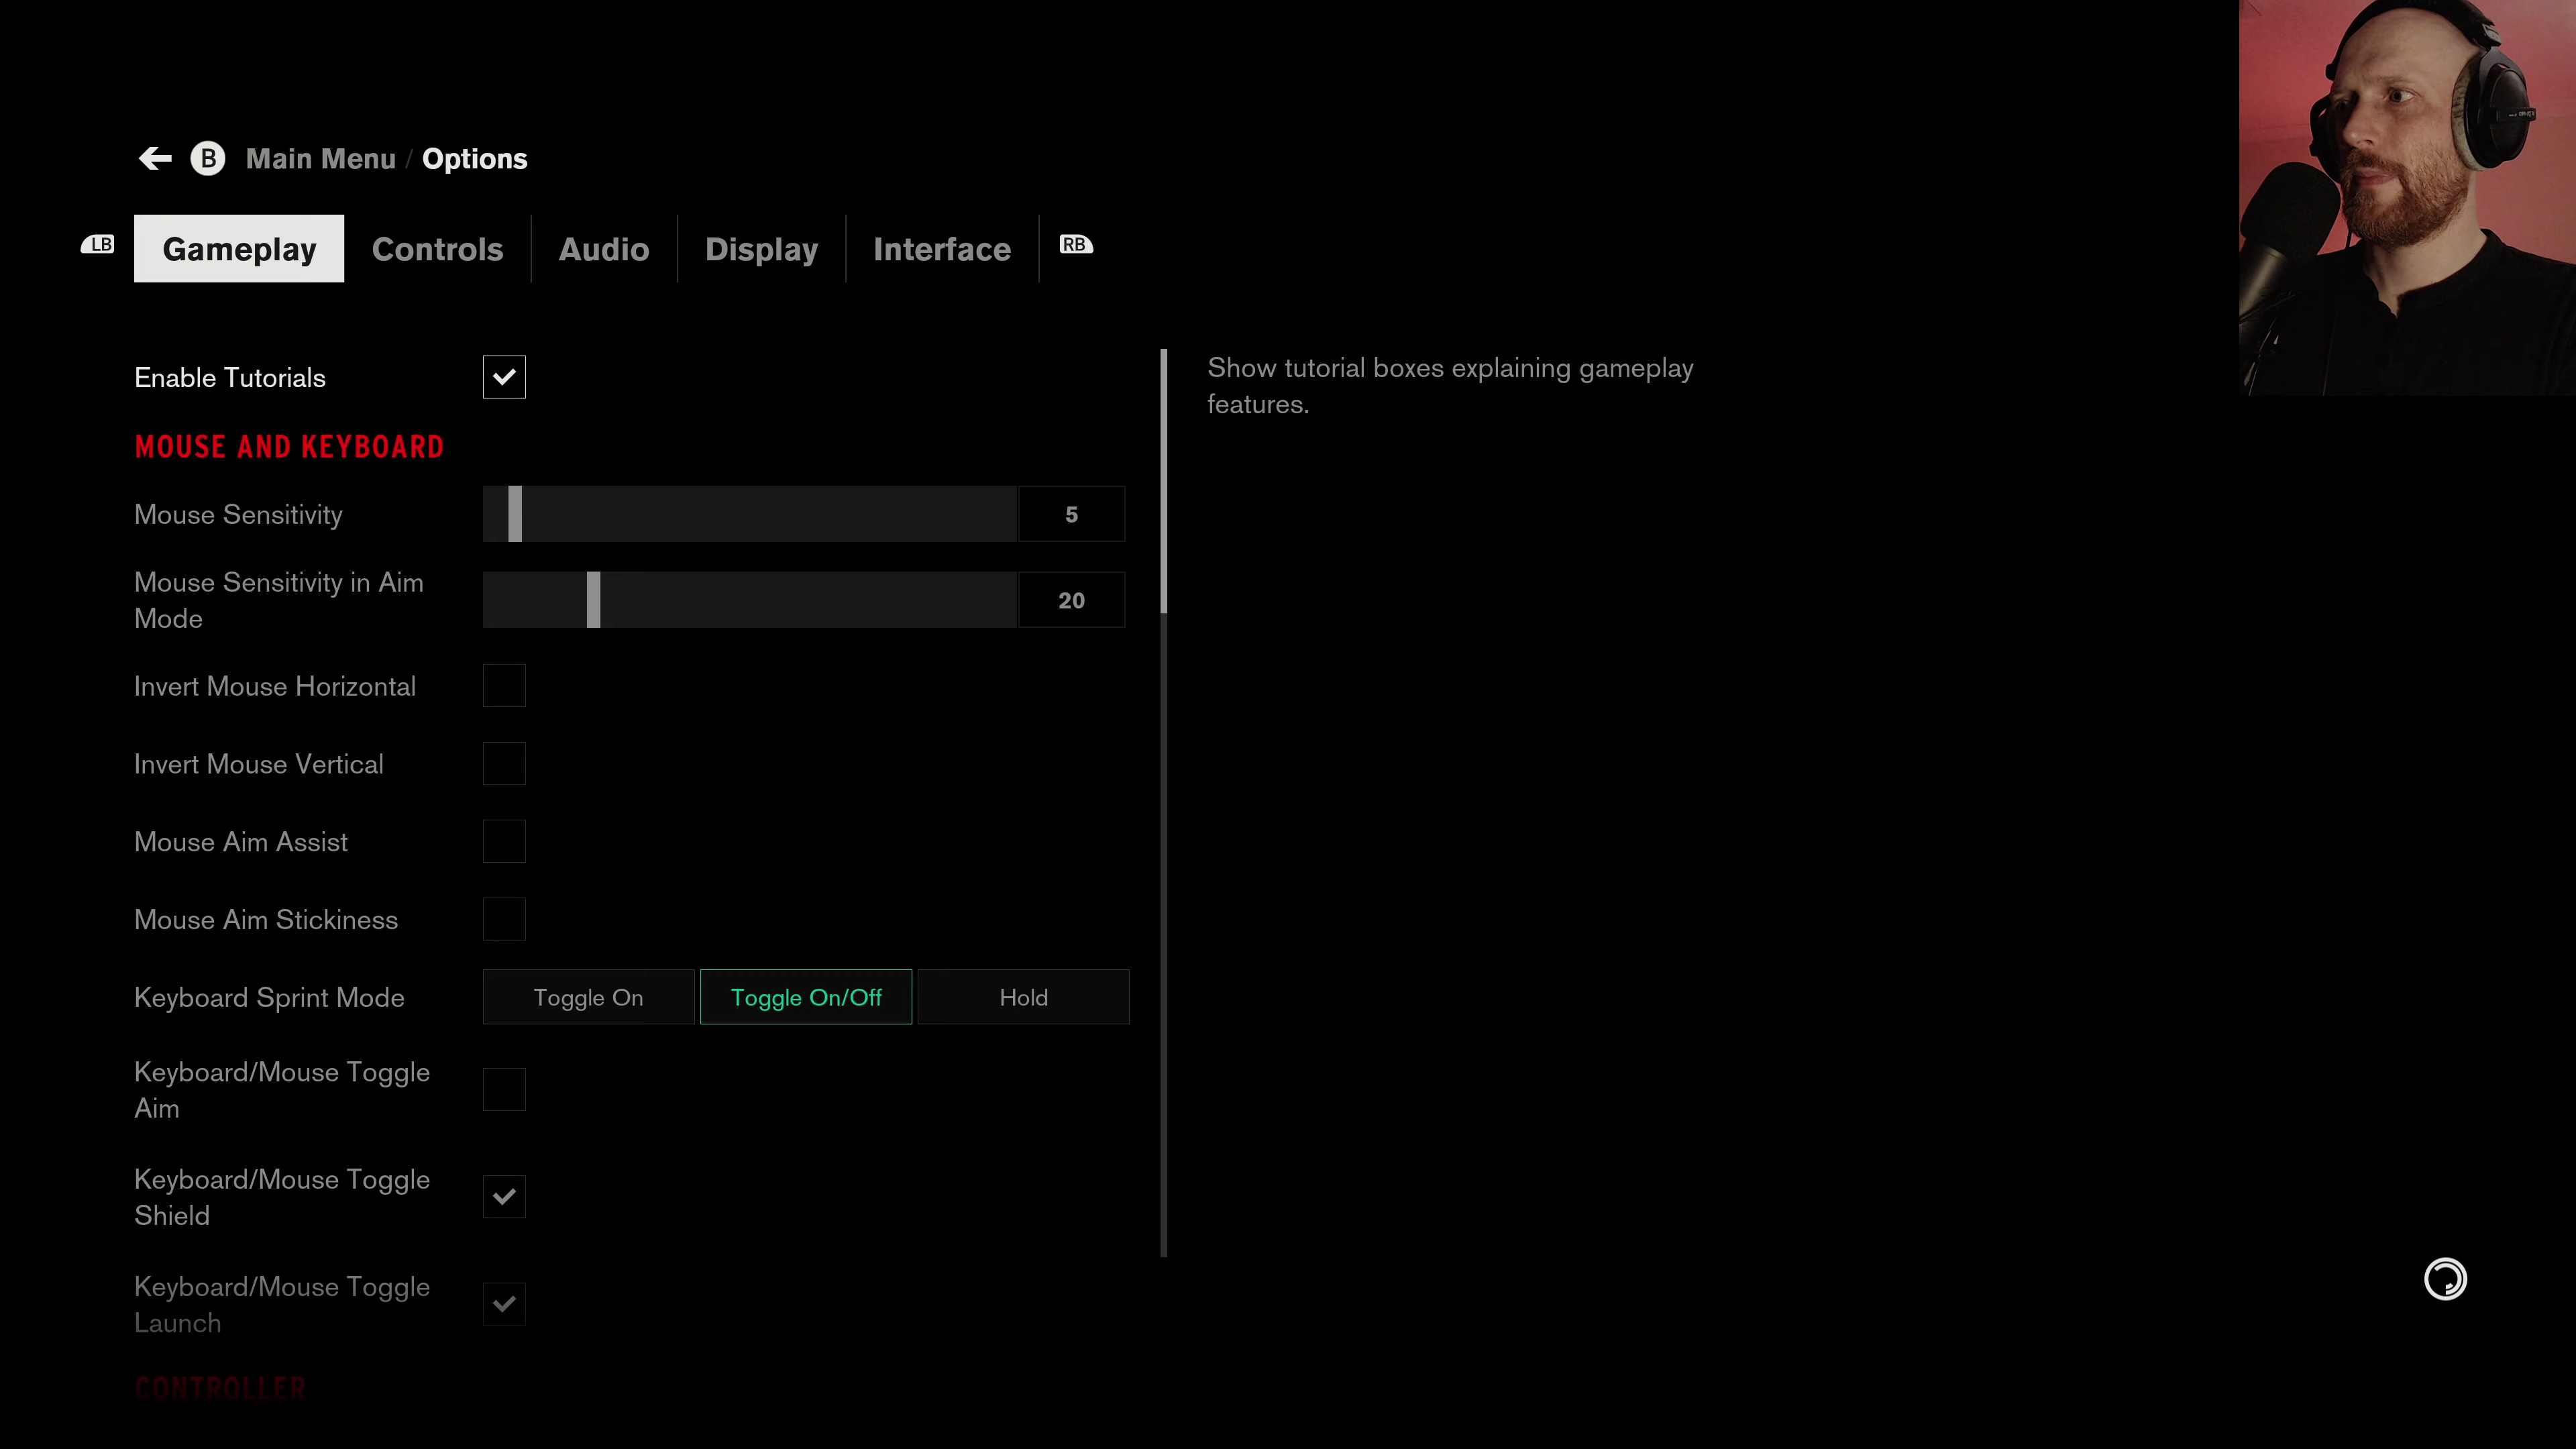 B Main Menu / Options
LB Gameplay Controls Audio Display Interface RB
Enable Tutorials
Show tutorial boxes explaining gameplay
features.
MOUSE AND KEYBOARD
Mouse Sensitivity 5
Mouse Sensitivity in Aim
Mode
20
Invert Mouse Horizontal
Invert Mouse Vertical
Mouse Aim Assist
Mouse Aim Stickiness
Keyboard Sprint Mode Toggle On Toggle On/Off Hold
Keyboard/Mouse Toggle
Aim
Keyboard/Mouse Toggle
Shield
Keyboard/Mouse Toggle
Launch
CONTROLLER